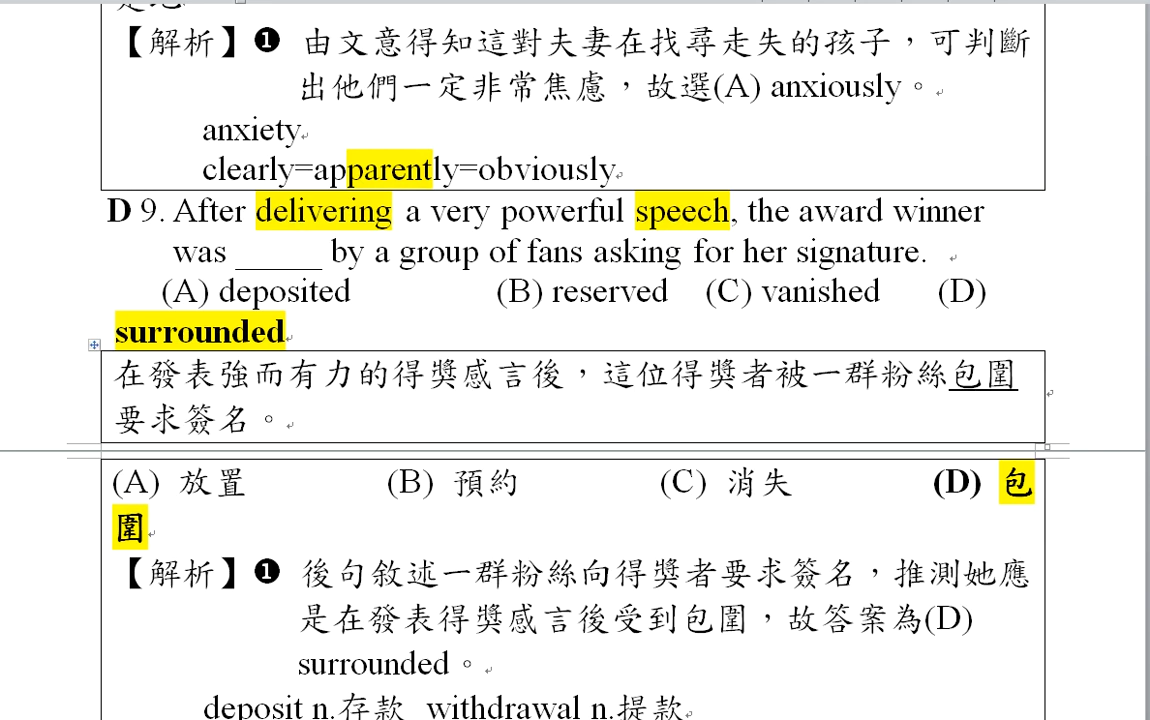 【解析】❶ 由文意得知這對夫妻在找尋走失的孩子，可判斷
出他們一定非常焦慮，故選(A) anxiously。
anxiety
clearly=apparently=obviously
D 9. After delivering a very powerful speech, the award winner
was ______ by a group of fans asking for her signature.
(A) deposited (B) reserved (C) vanished (D)
surrounded
在發表強而有力的得獎感言後，這位得獎者被一群粉絲包圍
要求簽名。
(A) 放置 (B) 預約 (C) 消失 (D) 包
圍
【解析】❶ 後句敘述一群粉絲向得獎者要求簽名，推測她應
是在發表得獎感言後受到包圍，故答案為(D)
surrounded。
deposit n.存款 withdrawal n.提款